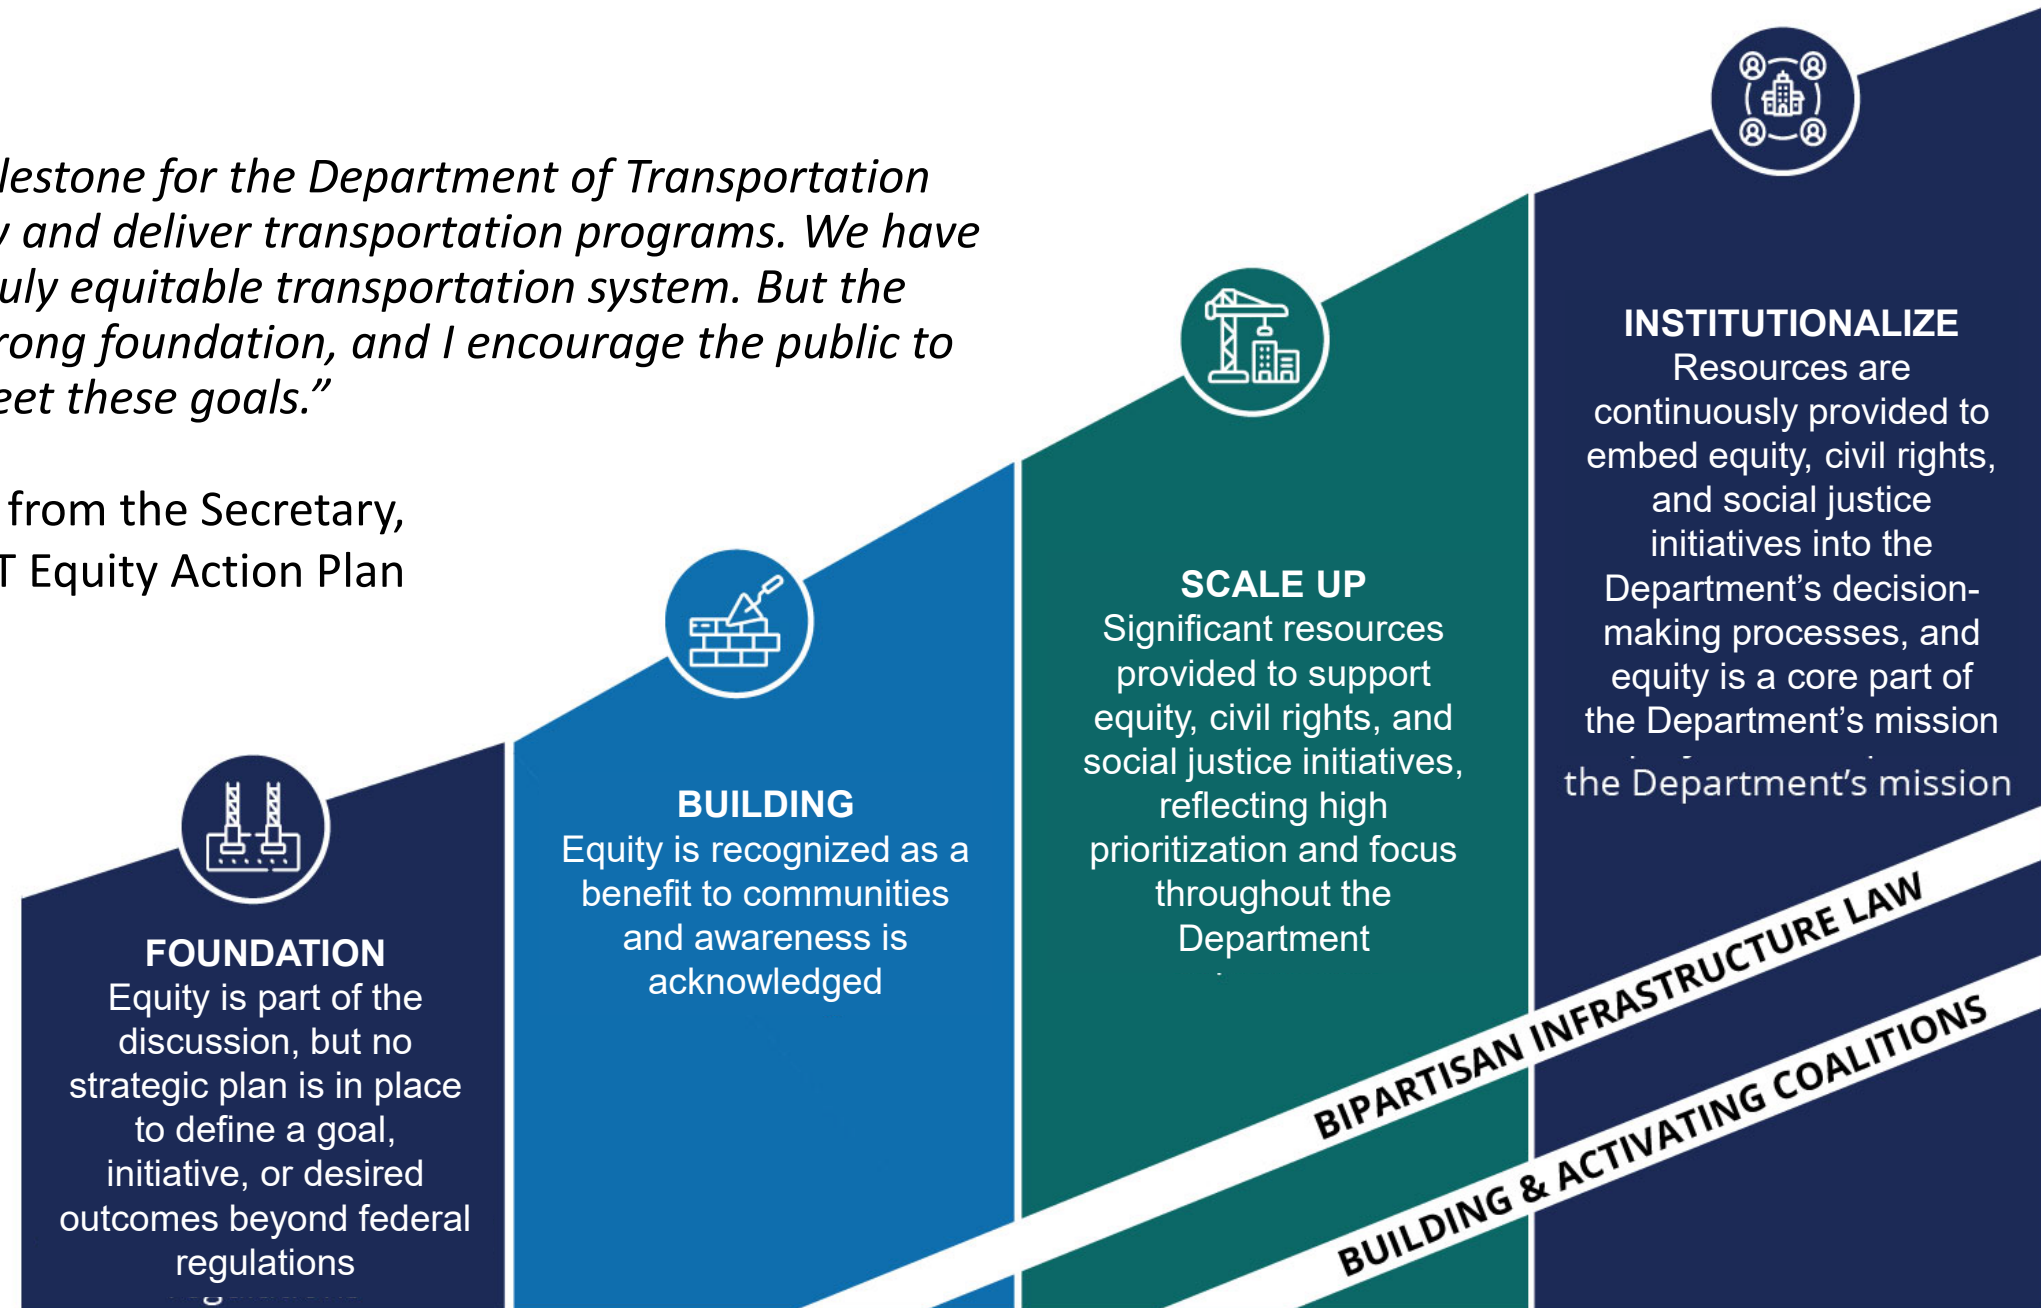 lestone for the Department of Transportation
and deliver transportation programs. We have
uly equitable transportation system. But the
rong foundation, and I encourage the public to
eet these goals.”
from the Secretary,
T Equity Action Plan
FOUNDATION
Equity is part of the
discussion, but no
strategic plan is in place
to define a goal,
initiative, or desired
outcomes beyond federal
regulations
BUILDING
Equity is recognized as a
benefit to communities
and awareness is
acknowledged
SCALE UP
Significant resources
provided to support
equity, civil rights, and
social justice initiatives,
reflecting high
prioritization and focus
throughout the
Department
INSTITUTIONALIZE
Resources are
continuously provided to
embed equity, civil rights,
and social justice
initiatives into the
Department’s decision-
making processes, and
equity is a core part of
the Department’s mission
the Department’s mission
BIPARTISAN INFRASTRUCTURE LAW
BUILDING & ACTIVATING COALITIONS